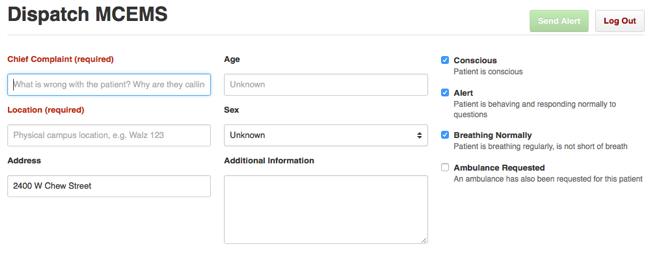 Dispatch MCEMS
Send Alert
Log Out
Chief Complaint (required)
What is wrong with the patient? Why are they callin
Location (required)
Physical campus location, e.g. Walz 123
Address
2400 W Chew Street
Age
Unknown
Sex
Unknown
Additional Information
Conscious
Patient is conscious
Alert
Patient is behaving and responding normally to
questions
Breathing Normally
Patient is breathing regularly, is not short of breath
Ambulance Requested
An ambulance has also been requested for this patient